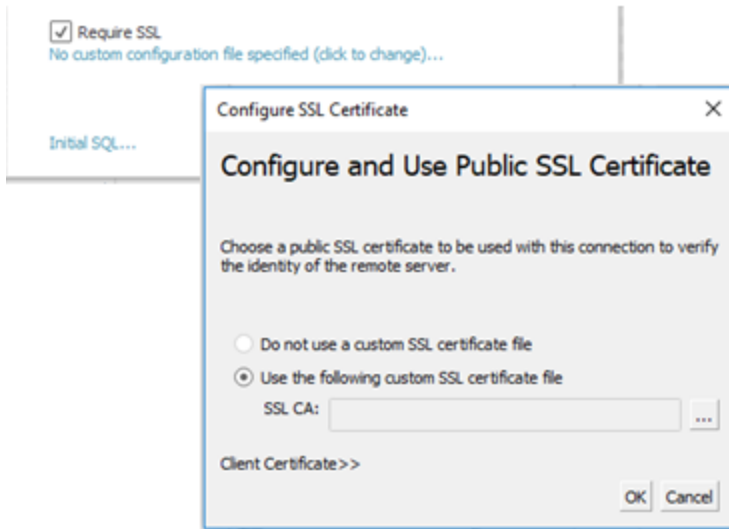 Require SSL
No custom configuration file specified (click to change)...
Initial SQL...
Configure SSL Certificate
Configure and Use Public SSL Certificate
Choose a public SSL certificate to be used with this connection to verify
the identity of the remote server.
Do not use a custom SSL certificate file
Use the following custom SSL certificate file
SSL CA:
...
Client Certificate>>
OK Cancel